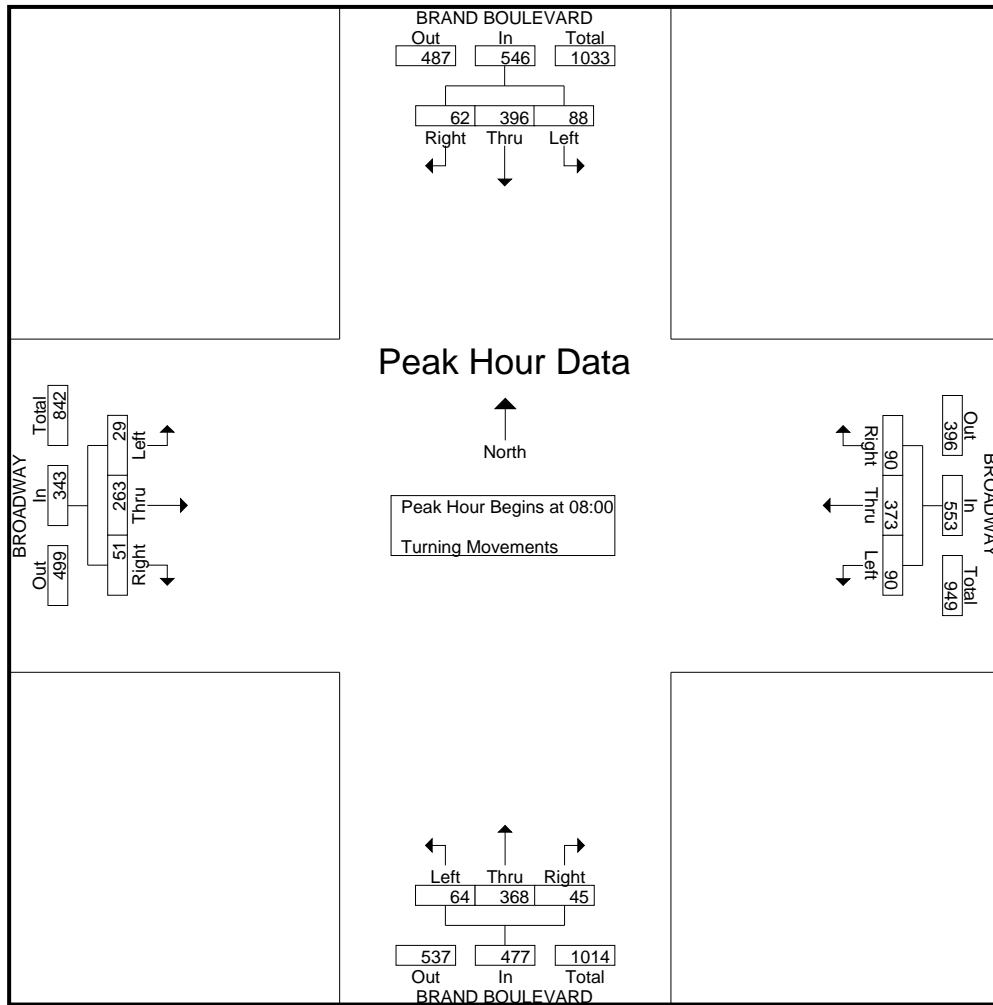 BRAND BOULEVARD
Out In Total
487 546 1033
62 396 88
Right Thru Left
Peak Hour Data
North
Peak Hour Begins at 08:00
Turning Movements
BROADWAY
Out In Total
499 343 842
Right Thru Left
51 263 29
BROADWAY
Out In Total
396 553 949
Right Thru Left
90 373 90
Left Thru Right
64 368 45
537 477 1014
Out In Total
BRAND BOULEVARD